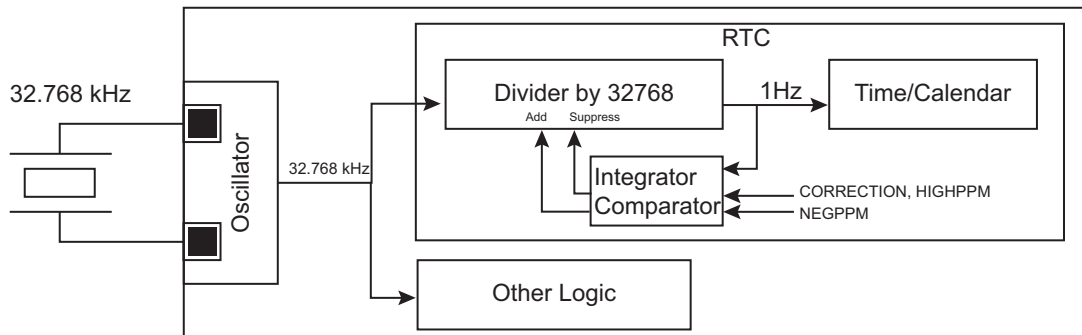 RTC
32.768 kHz
Divider by 32768
Add Suppress
1Hz
Time/Calendar
Oscillator
32.768 kHz
Integrator
Comparator
CORRECTION, HIGHPPM
NEGPPM
Other Logic